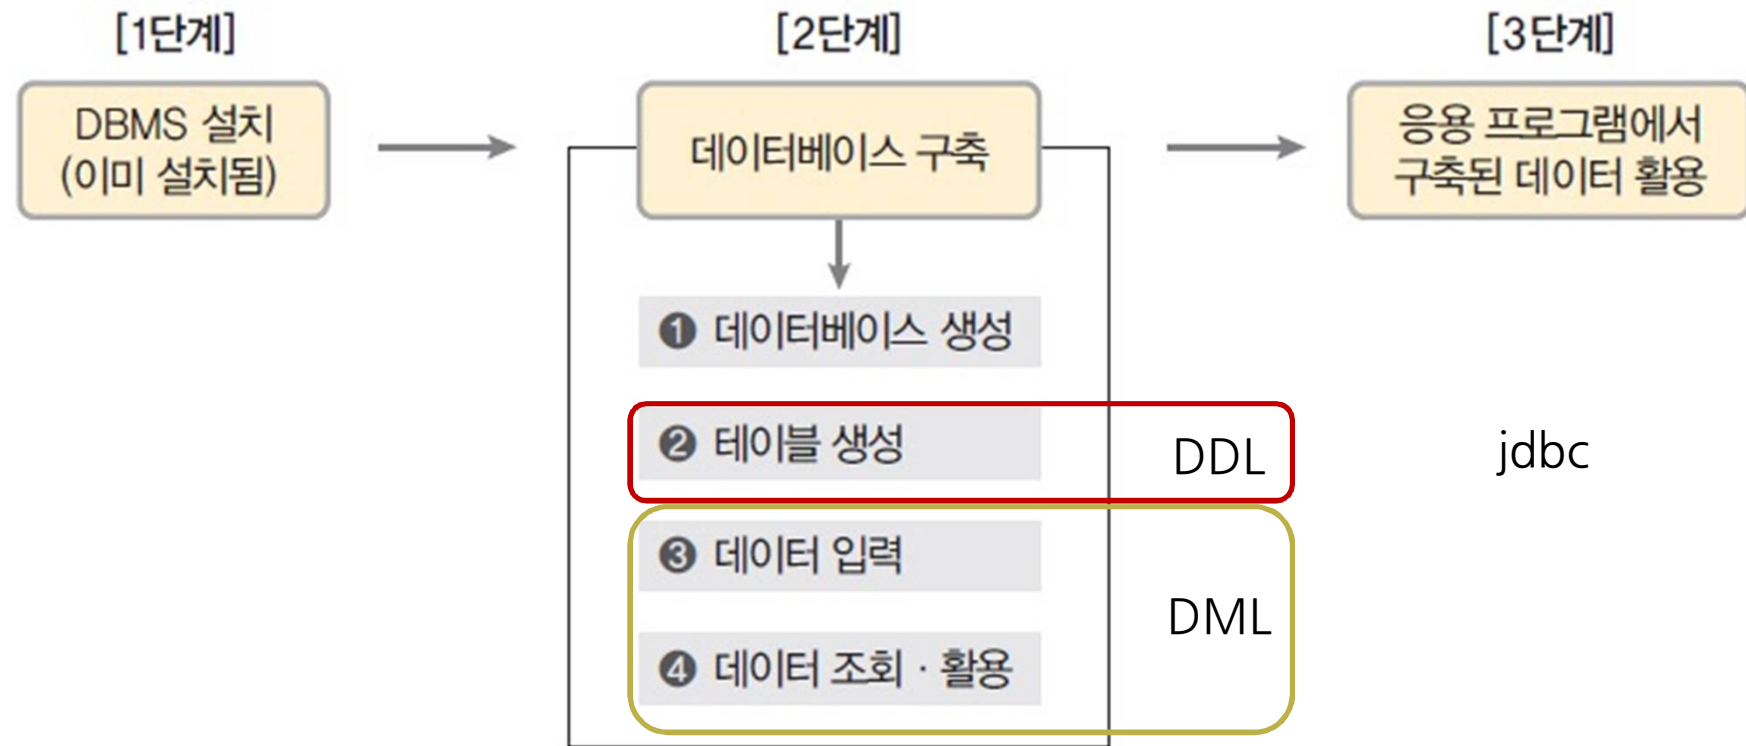 [1단계]
DBMS 설치
(이미 설치됨)
[2단계]
데이터베이스 구축
❶ 데이터베이스 생성
❷ 테이블 생성
DDL
❸ 데이터 입력
❹ 데이터 조회 · 활용
DML
[3단계]
응용 프로그램에서
구축된 데이터 활용
jdbc